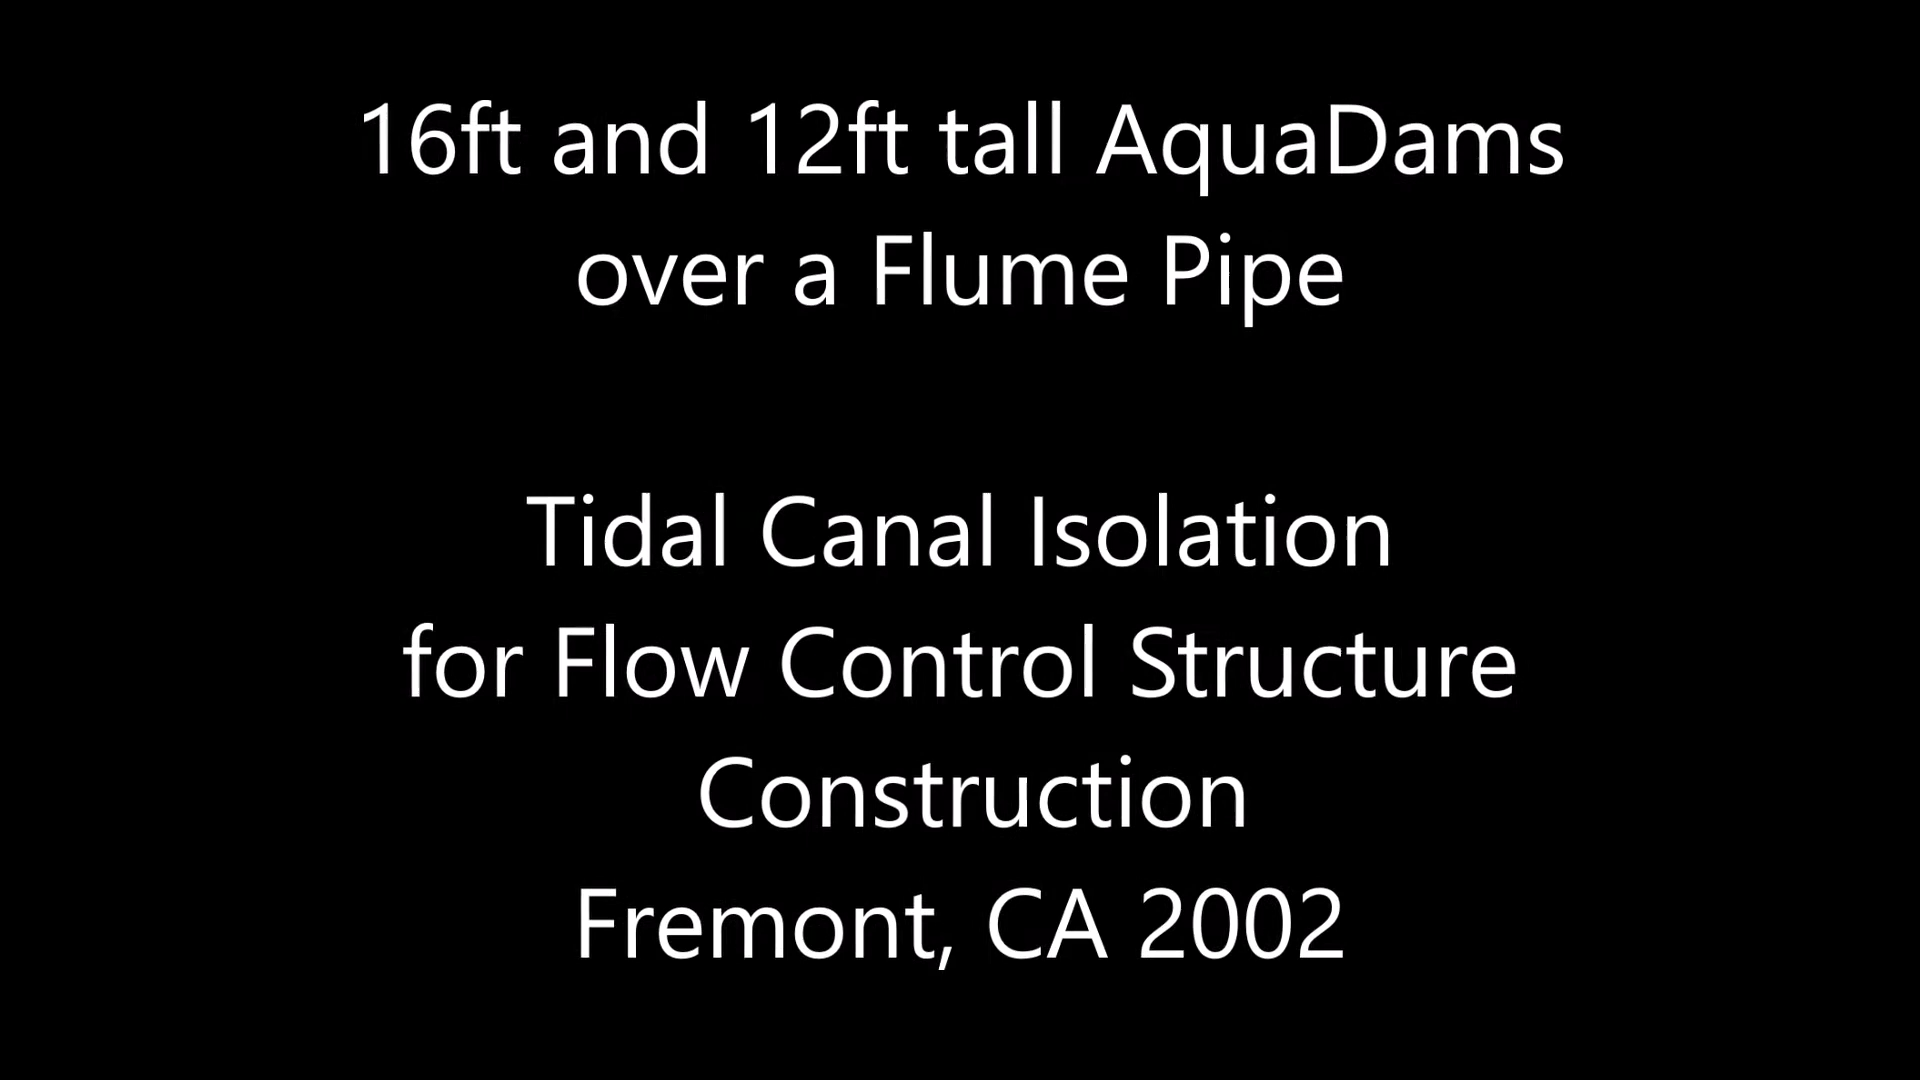 16ft and 12ft tall AquaDams
over a Flume Pipe
Tidal Canal Isolation
for Flow Control Structure
Construction
Fremont, CA 2002